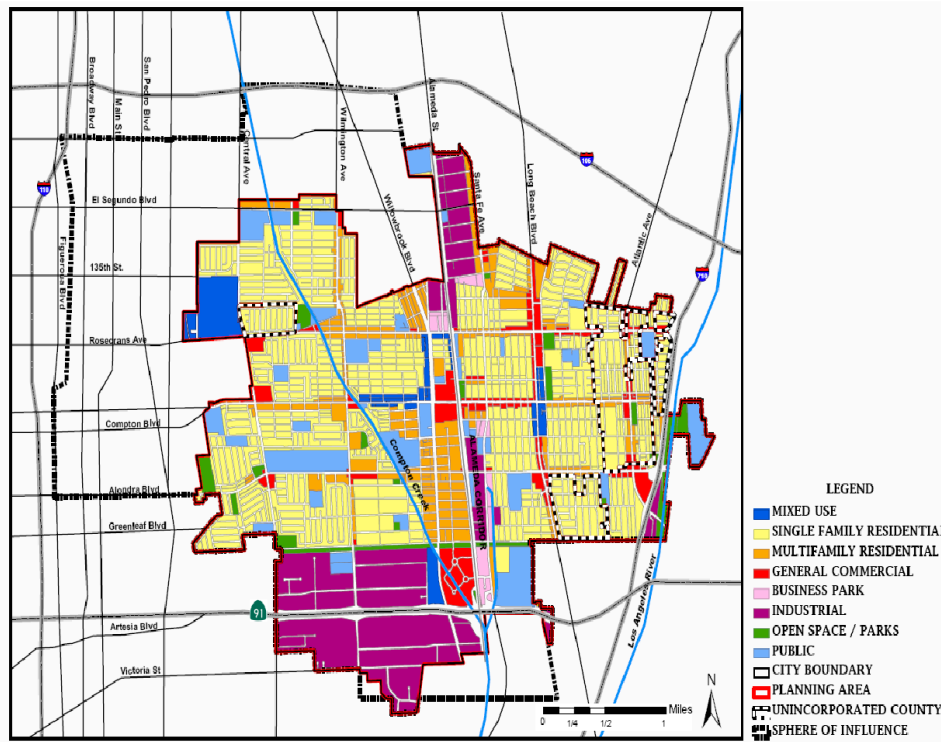 Broadway Blvd
Main St
San Pedro Blvd
Central Ave
Wilmington Ave
Willowbrook Blvd
Alameda St
Santa Fe Ave
Long Beach Blvd
Atlantic Ave
105
110
710
El Segundo Blvd
135th St.
Figueroua Blvd
Rosecrans Ave
Compton Blvd
Compton Creek
ALAMEDA CORRIDOR
Alondra Blvd
Greenleaf Blvd
Los Angeles River
91
Artesia Blvd
Victoria St
N
Miles
0 1/4 1/2 1
LEGEND
MIXED USE
SINGLE FAMILY RESIDENTIAL
MULTIFAMILY RESIDENTIAL
GENERAL COMMERCIAL
BUSINESS PARK
INDUSTRIAL
OPEN SPACE / PARKS
PUBLIC
CITY BOUNDARY
PLANNING AREA
UNINCORPORATED COUNTY
SPHERE OF INFLUENCE